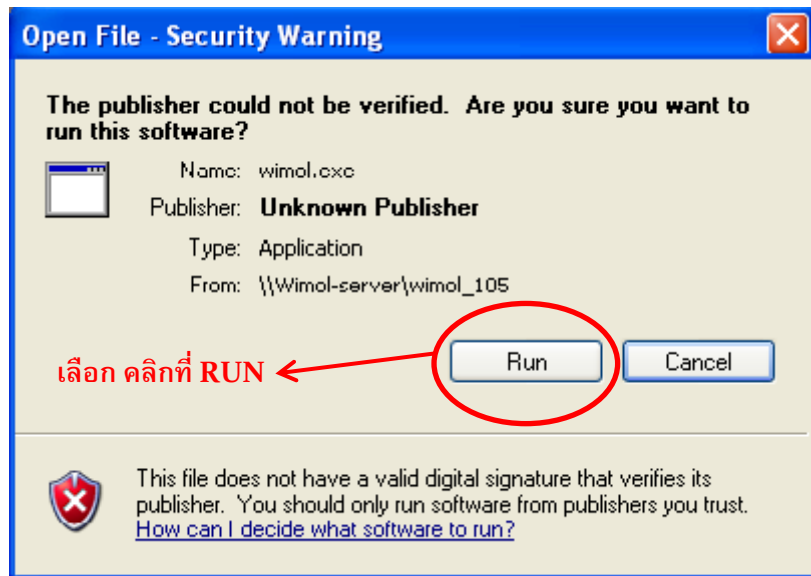 Open File - Security Warning
The publisher could not be verified. Are you sure you want to
run this software?
Name: wimol.exe
Publisher: Unknown Publisher
Type: Application
From: \\Wimol-server\wimol_105
เลือก คลิกที่ RUN
Run Cancel
This file does not have a valid digital signature that verifies its
publisher. You should only run software from publishers you trust.
How can I decide what software to run?